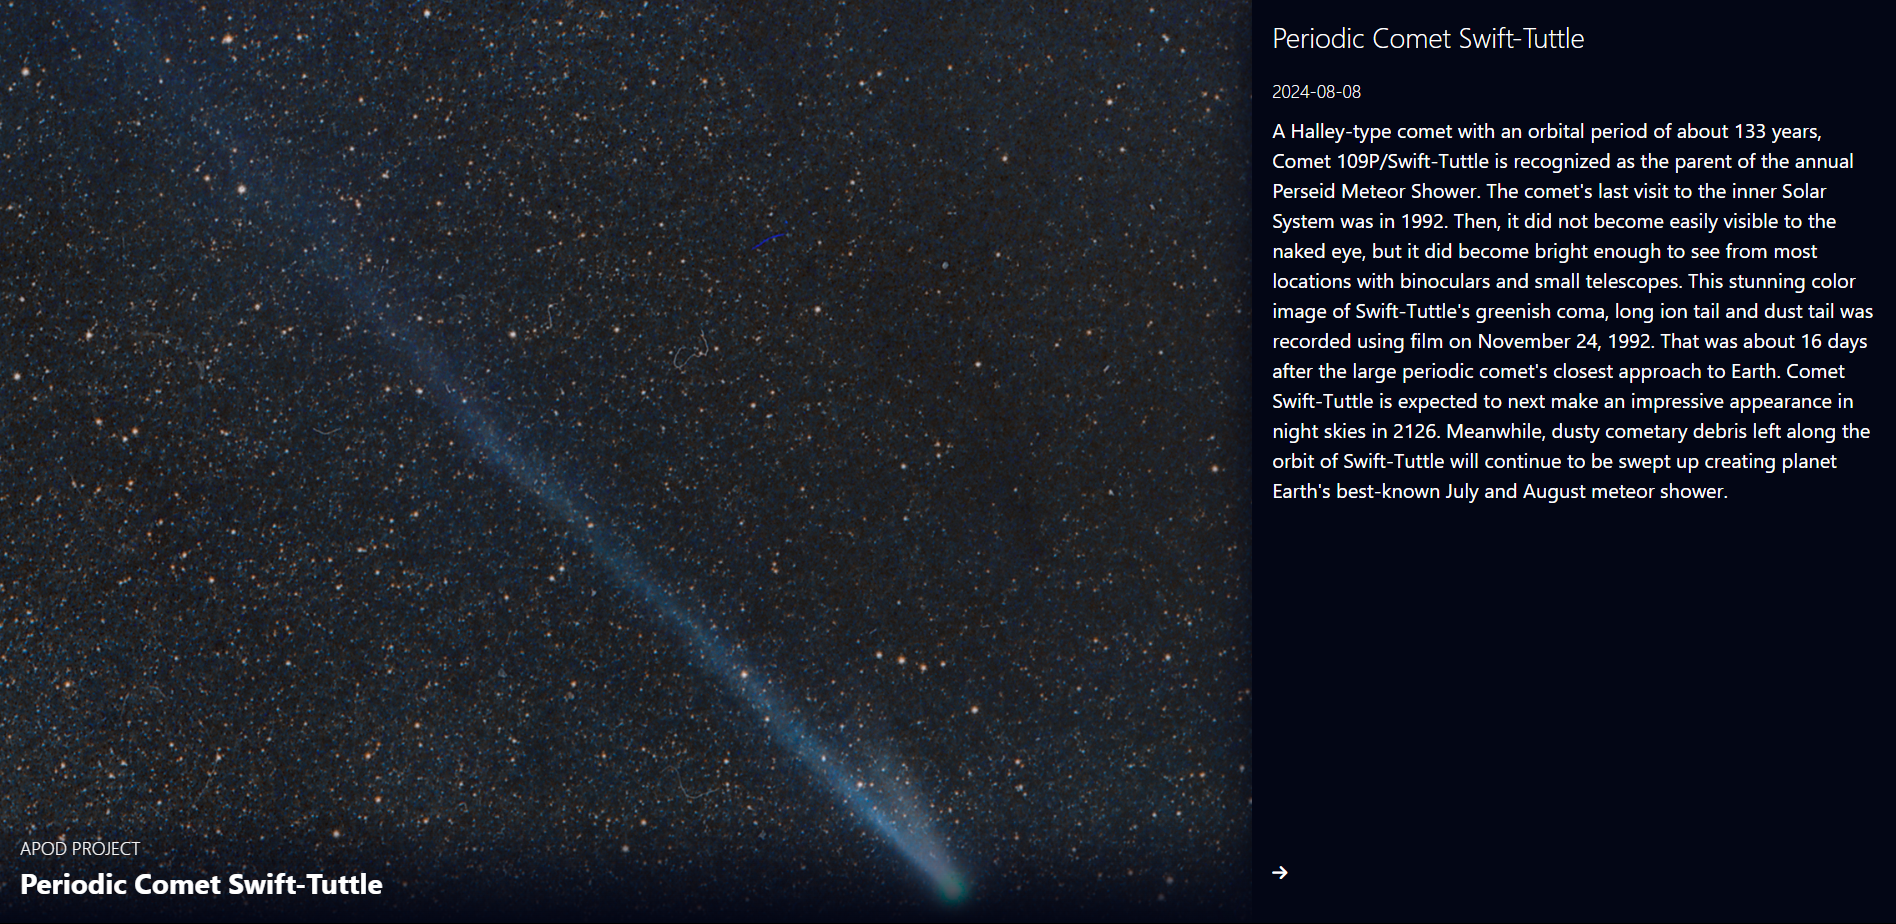 APOD PROJECT
Periodic Comet Swift-Tuttle
Periodic Comet Swift-Tuttle
2024-08-08
A Halley-type comet with an orbital period of about 133 years,
Comet 109P/Swift-Tuttle is recognized as the parent of the annual
Perseid Meteor Shower. The comet's last visit to the inner Solar
System was in 1992. Then, it did not become easily visible to the
naked eye, but it did become bright enough to see from most
locations with binoculars and small telescopes. This stunning color
image of Swift-Tuttle's greenish coma, long ion tail and dust tail was
recorded using film on November 24, 1992. That was about 16 days
after the large periodic comet's closest approach to Earth. Comet
Swift-Tuttle is expected to next make an impressive appearance in
night skies in 2126. Meanwhile, dusty cometary debris left along the
orbit of Swift-Tuttle will continue to be swept up creating planet
Earth's best-known July and August meteor shower.